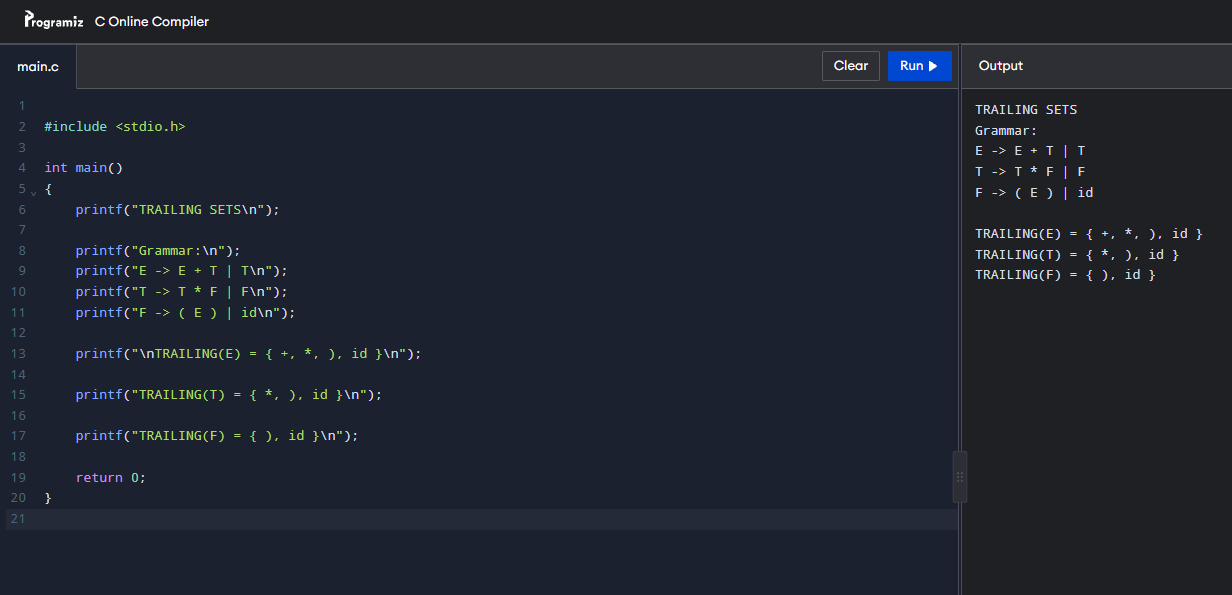 Programiz C Online Compiler
main.c
Clear
Run
Output
1
2 #include <stdio.h>
3
4 int main()
5 {
6     printf("TRAILING SETS\n");
7
8     printf("Grammar:\n");
9     printf("E -> E + T | T\n");
10     printf("T -> T * F | F\n");
11     printf("F -> ( E ) | id\n");
12
13     printf("\nTRAILING(E) = { +, *, ), id }\n");
14
15     printf("TRAILING(T) = { *, ), id }\n");
16
17     printf("TRAILING(F) = { ), id }\n");
18
19     return 0;
20 }
21
TRAILING SETS
Grammar:
E -> E + T | T
T -> T * F | F
F -> ( E ) | id

TRAILING(E) = { +, *, ), id }
TRAILING(T) = { *, ), id }
TRAILING(F) = { ), id }